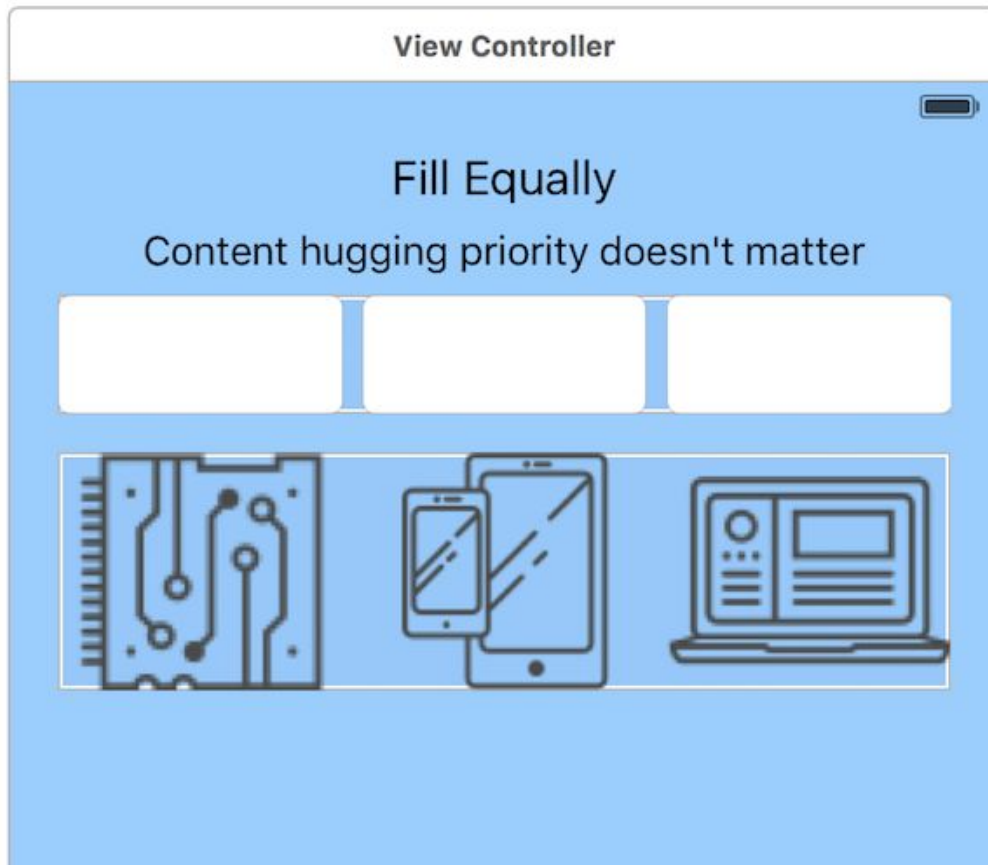 View Controller
Fill Equally
Content hugging priority doesn't matter